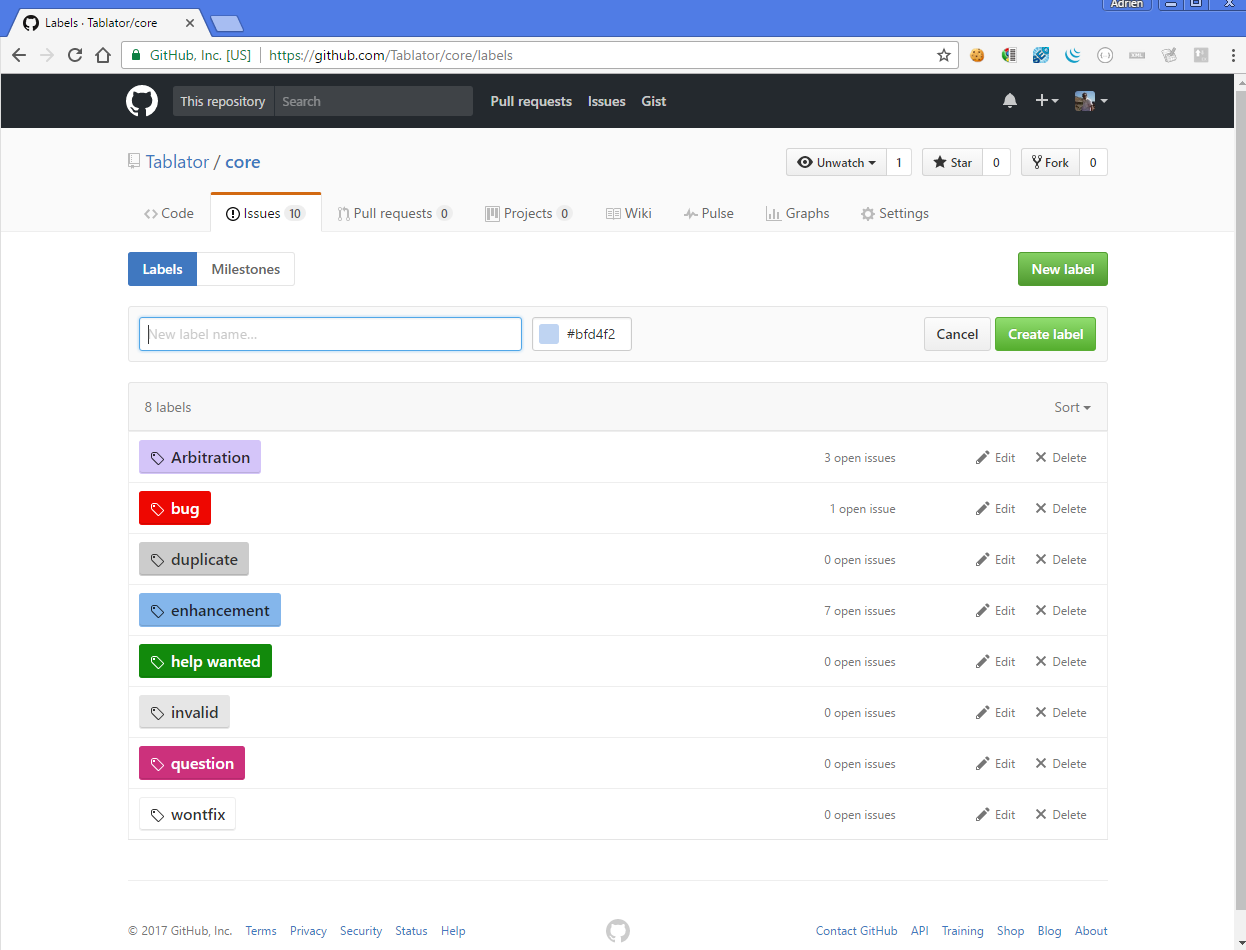 Adrien
Labels · Tablator/core
GitHub, Inc. [US] https://github.com/Tablator/core/labels
This repository Search Pull requests Issues Gist
Tablator / core Unwatch 1 Star 0 Fork 0
Code Issues 10 Pull requests 0 Projects 0 Wiki Pulse Graphs Settings
Labels Milestones New label
New label name... #bfd4f2 Cancel Create label
8 labels Sort
Arbitration 3 open issues Edit Delete
bug 1 open issue Edit Delete
duplicate 0 open issues Edit Delete
enhancement 7 open issues Edit Delete
help wanted 0 open issues Edit Delete
invalid 0 open issues Edit Delete
question 0 open issues Edit Delete
wontfix 0 open issues Edit Delete
© 2017 GitHub, Inc. Terms Privacy Security Status Help Contact GitHub API Training Shop Blog About